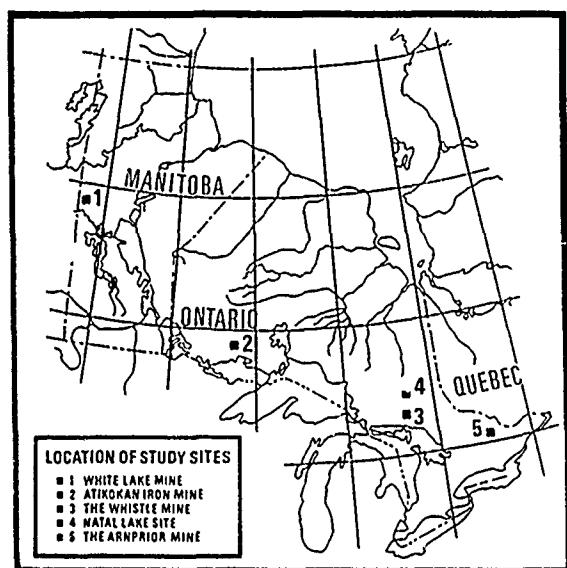 ■ 1
MANITOBA
ONTARIO
■ 2
QUEBEC
■ 4
■ 3
5 ■
LOCATION OF STUDY SITES
■ 1 WHITE LAKE MINE
■ 2 ATIKOKAN IRON MINE
■ 3 THE WHISTLE MINE
■ 4 NATAL LAKE SITE
■ 5 THE ARNPRIOR MINE